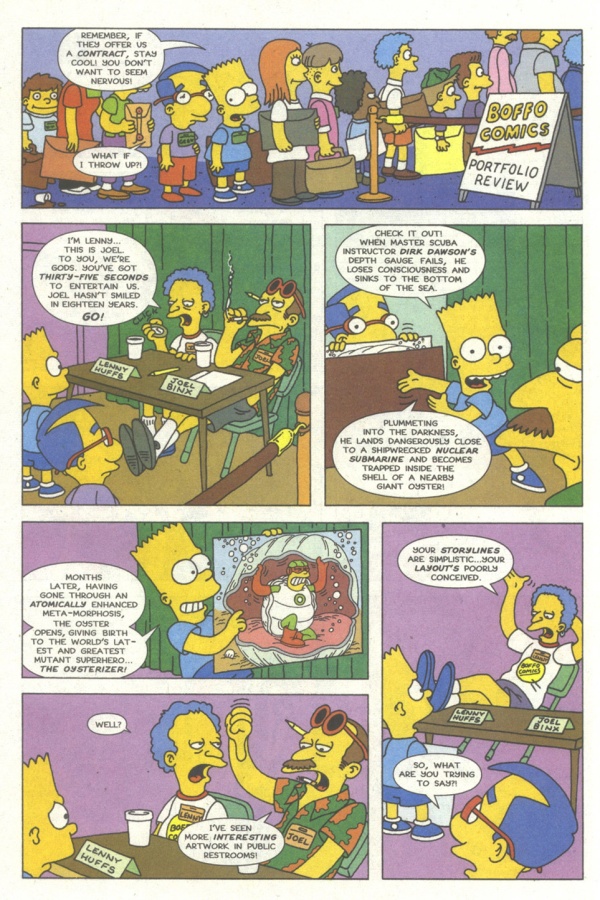 REMEMBER, IF
THEY OFFER US
A CONTRACT, STAY
COOL! YOU DON'T
WANT TO SEEM
NERVOUS!
WHAT IF
I THROW UP?!
BOFFO
COMICS
PORTFOLIO
REVIEW
I'M LENNY...
THIS IS JOEL.
TO YOU, WE'RE
GODS. YOU'VE GOT
THIRTY-FIVE SECONDS
TO ENTERTAIN US.
JOEL HASN'T SMILED
IN EIGHTEEN YEARS.
GO!
CLICK
JOEL
LENNY
HUFFS
JOEL
BINX
CHECK IT OUT!
WHEN MASTER SCUBA
INSTRUCTOR DIRK DAWSON'S
DEPTH GAUGE FAILS, HE
LOSES CONSCIOUSNESS AND
SINKS TO THE BOTTOM
OF THE SEA.
PLUMMETING
INTO THE DARKNESS,
HE LANDS DANGEROUSLY CLOSE
TO A SHIPWRECKED NUCLEAR
SUBMARINE AND BECOMES
TRAPPED INSIDE THE
SHELL OF A NEARBY
GIANT OYSTER!
MONTHS
LATER, HAVING
GONE THROUGH AN
ATOMICALLY ENHANCED
META-MORPHOSIS,
THE OYSTER
OPENS, GIVING BIRTH
TO THE WORLD'S LAT-
EST AND GREATEST
MUTANT SUPERHERO...
THE OYSTERIZER!
WELL?
LENNY
BOFFO
COMICS
JOEL
I'VE SEEN
MORE INTERESTING
ARTWORK IN PUBLIC
RESTROOMS!
LENNY
HUFFS
YOUR STORYLINES
ARE SIMPLISTIC...YOUR
LAYOUT'S POORLY
CONCEIVED.
BOFFO
COMICS
LENNY
HUFFS
JOEL
BINX
SO, WHAT
ARE YOU TRYING
TO SAY?!